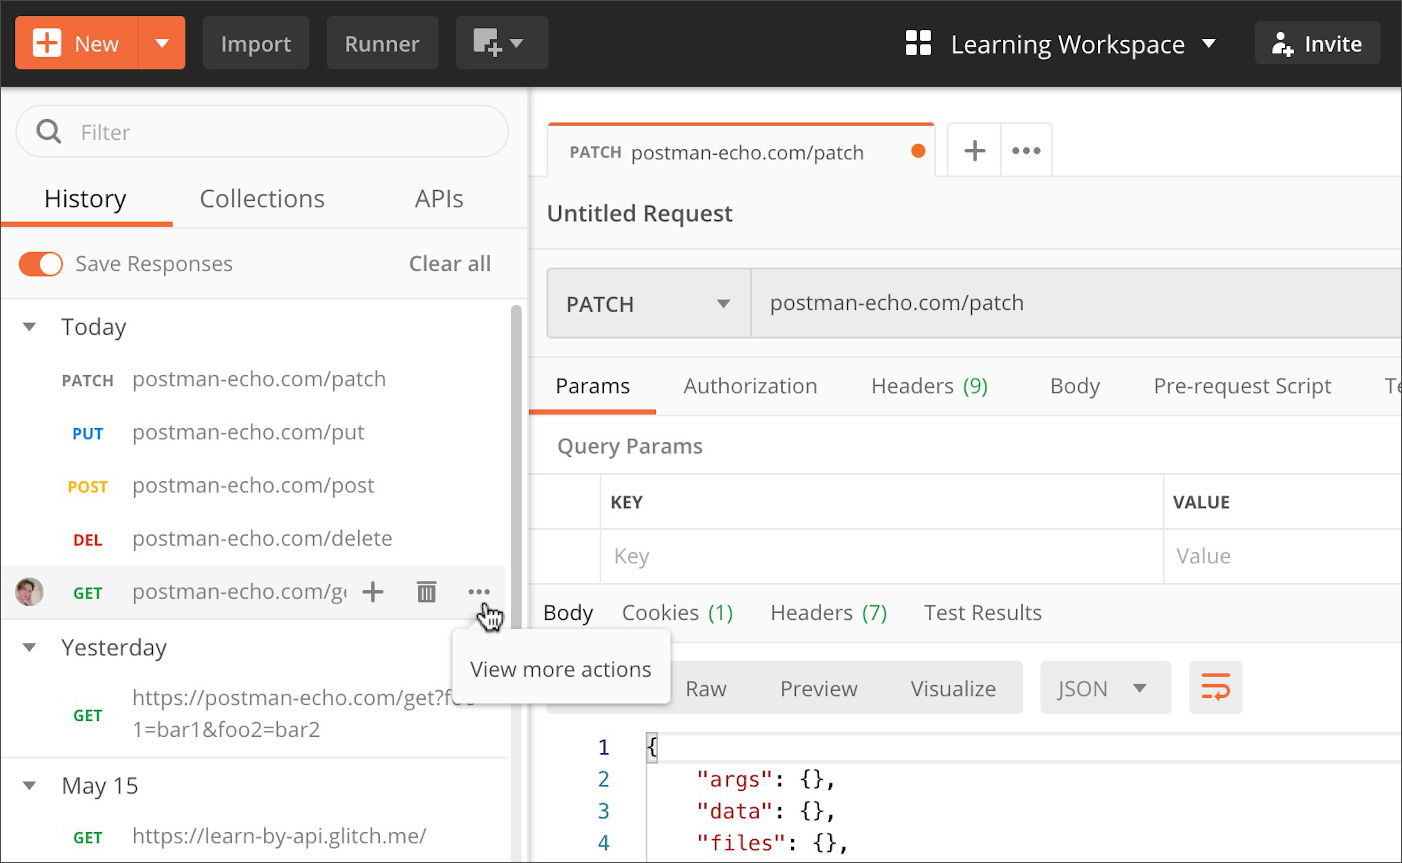 New
Import
Runner
Learning Workspace
Invite
Filter
History
Collections
APIs
Save Responses
Clear all
Today
PATCH postman-echo.com/patch
PUT postman-echo.com/put
POST postman-echo.com/post
DEL postman-echo.com/delete
GET postman-echo.com/ge
View more actions
Yesterday
GET https://postman-echo.com/get?foo
1=bar1&foo2=bar2
May 15
GET https://learn-by-api.glitch.me/
PATCH postman-echo.com/patch
Untitled Request
PATCH
postman-echo.com/patch
Params
Authorization
Headers (9)
Body
Pre-request Script
Te
Query Params
KEY
VALUE
Key
Value
Body
Cookies (1)
Headers (7)
Test Results
Raw
Preview
Visualize
JSON
1 {
2 "args": {},
3 "data": {},
4 "files": {},